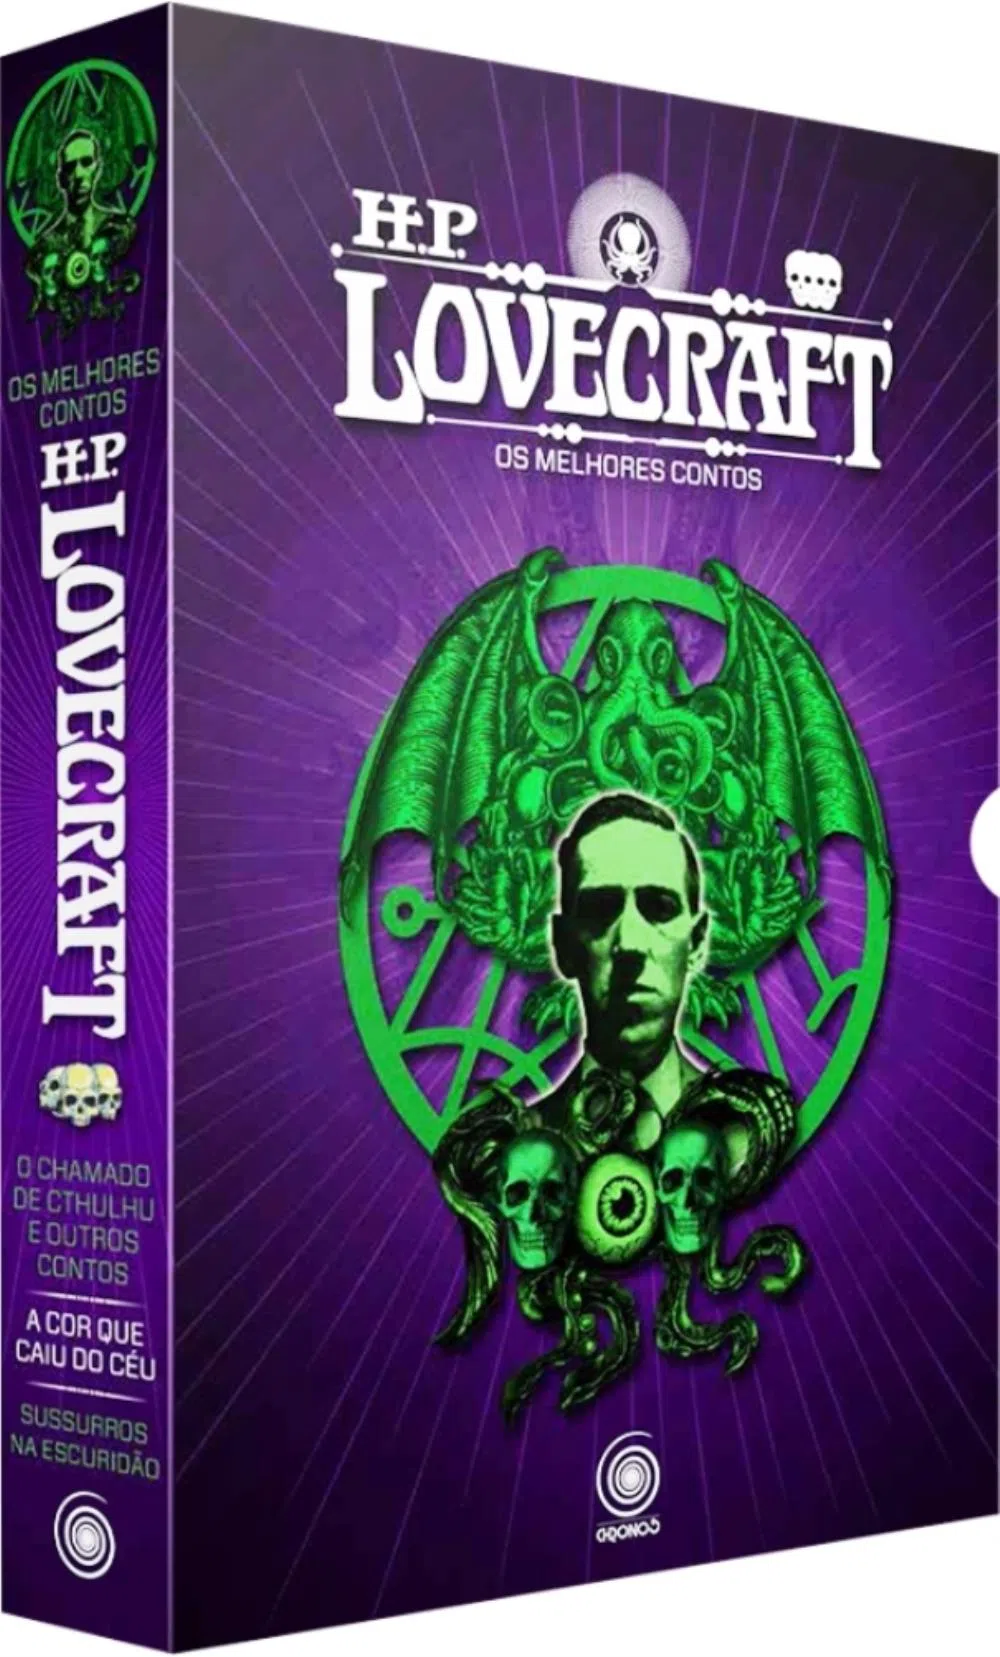 OS MELHORES
CONTOS
H.P.
LOVECRAFT
O CHAMADO
DE CTHULHU
E OUTROS
CONTOS
A COR QUE
CAIU DO CÉU
SUSSURROS
NA ESCURIDÃO
H.P.
LOVECRAFT
OS MELHORES CONTOS
CRONOS